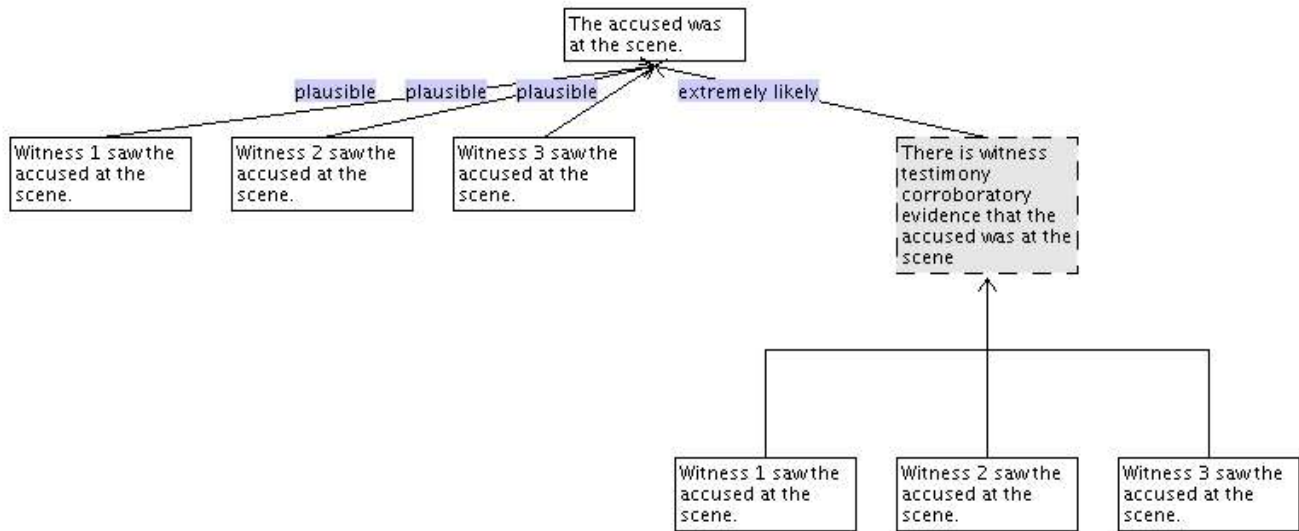 The accused was
at the scene.
plausible
plausible
plausible
extremely likely
Witness 1 saw the
accused at the
scene.
Witness 2 saw the
accused at the
scene.
Witness 3 saw the
accused at the
scene.
There is witness
testimony
corroboratory
evidence that the
accused was at the
scene
Witness 1 saw the
accused at the
scene.
Witness 2 saw the
accused at the
scene.
Witness 3 saw the
accused at the
scene.